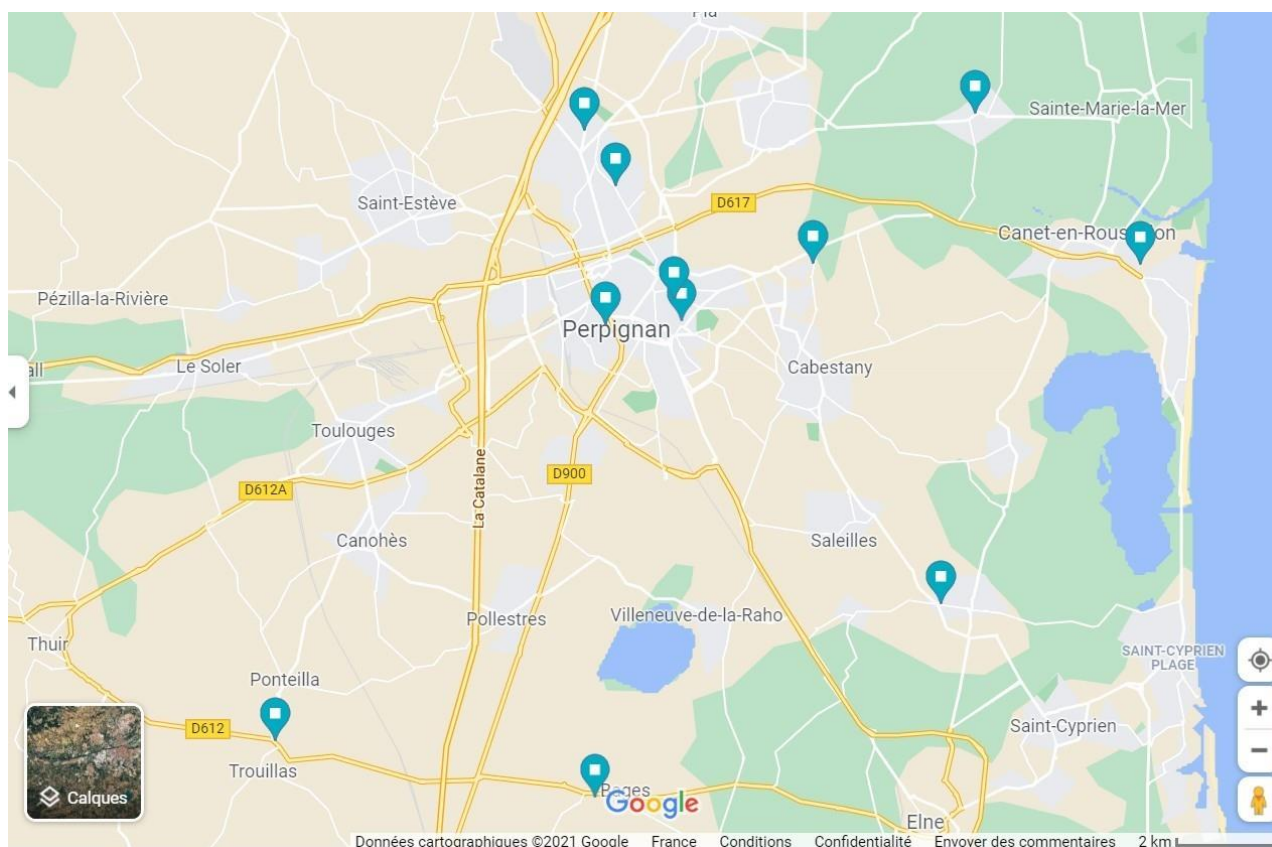 Pia
Sainte-Marie-la-Mer
Saint-Estève
D617
Canet-en-Roussillon
Pézilla-la-Rivière
Perpignan
Le Soler
Cabestany
Toulouges
D612A
D900
La Catalane
Canohès
Saleilles
Pollestres
Villeneuve-de-la-Raho
Thuir
SAINT-CYPRIEN
PLAGE
Ponteilla
D612
Saint-Cyprien
Trouillas
Calques
Bages
Google
Elne
Données cartographiques ©2021 Google France Conditions Confidentialité Envoyer des commentaires 2 km